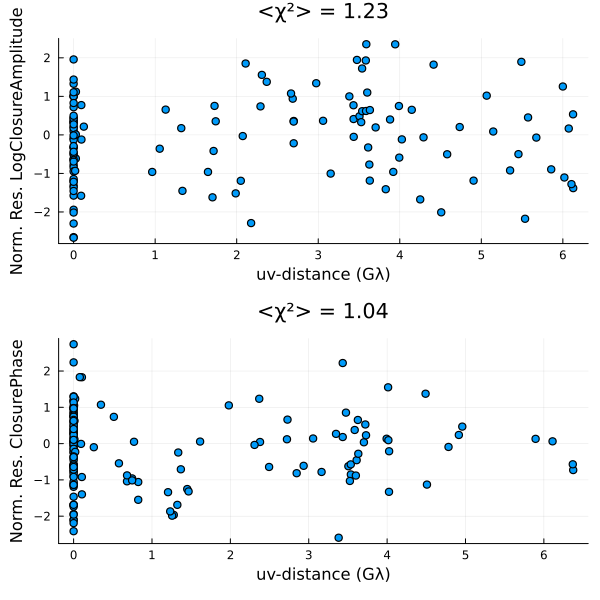 <χ²> = 1.23
Norm. Res. LogClosureAmplitude
2
1
0
−1
−2
0 1 2 3 4 5 6
uv-distance (Gλ)
<χ²> = 1.04
Norm. Res. ClosurePhase
2
1
0
−1
−2
0 1 2 3 4 5 6
uv-distance (Gλ)